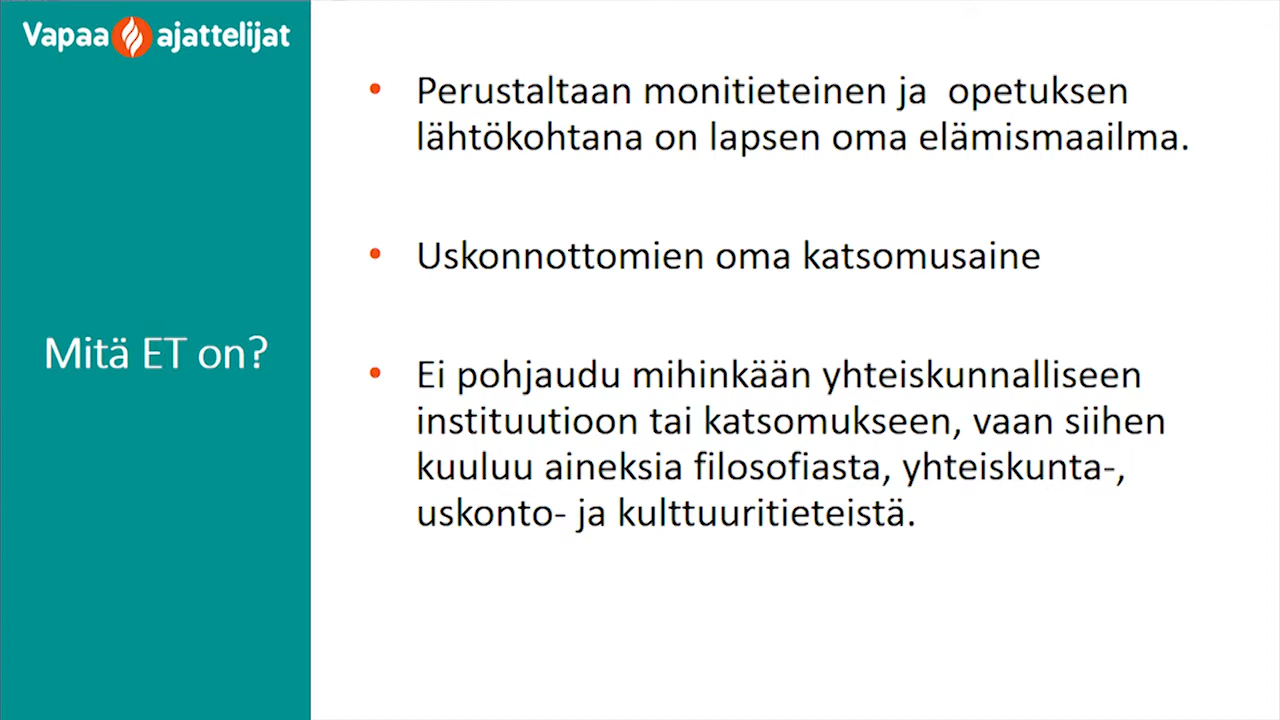 Vapaa ajattelijat
Mitä ET on?
Perustaltaan monitieteinen ja opetuksen
lähtökohtana on lapsen oma elämismaailma.
Uskonnottomien oma katsomusaine
Ei pohjaudu mihinkään yhteiskunnalliseen
instituutioon tai katsomukseen, vaan siihen
kuuluu aineksia filosofiasta, yhteiskunta-,
uskonto- ja kulttuuritieteistä.